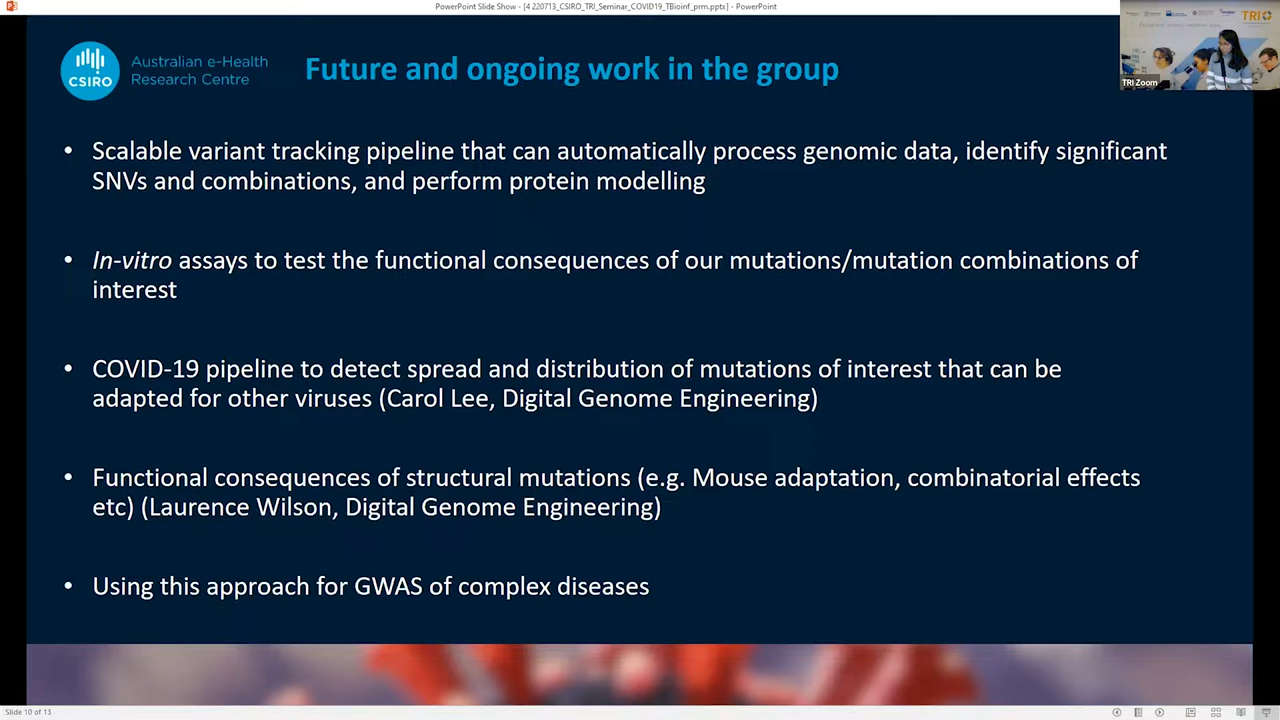 PowerPoint Slide Show - [4 220713_CSIRO_TRI_Seminar_COVID19_TBioinf_prm.pptx] - PowerPoint
CSIRO
Australian e-Health
Research Centre
Future and ongoing work in the group
TRI
TRI Zoom
• Scalable variant tracking pipeline that can automatically process genomic data, identify significant
SNVs and combinations, and perform protein modelling
• In-vitro assays to test the functional consequences of our mutations/mutation combinations of
interest
• COVID-19 pipeline to detect spread and distribution of mutations of interest that can be
adapted for other viruses (Carol Lee, Digital Genome Engineering)
• Functional consequences of structural mutations (e.g. Mouse adaptation, combinatorial effects
etc) (Laurence Wilson, Digital Genome Engineering)
• Using this approach for GWAS of complex diseases
Slide 10 of 13